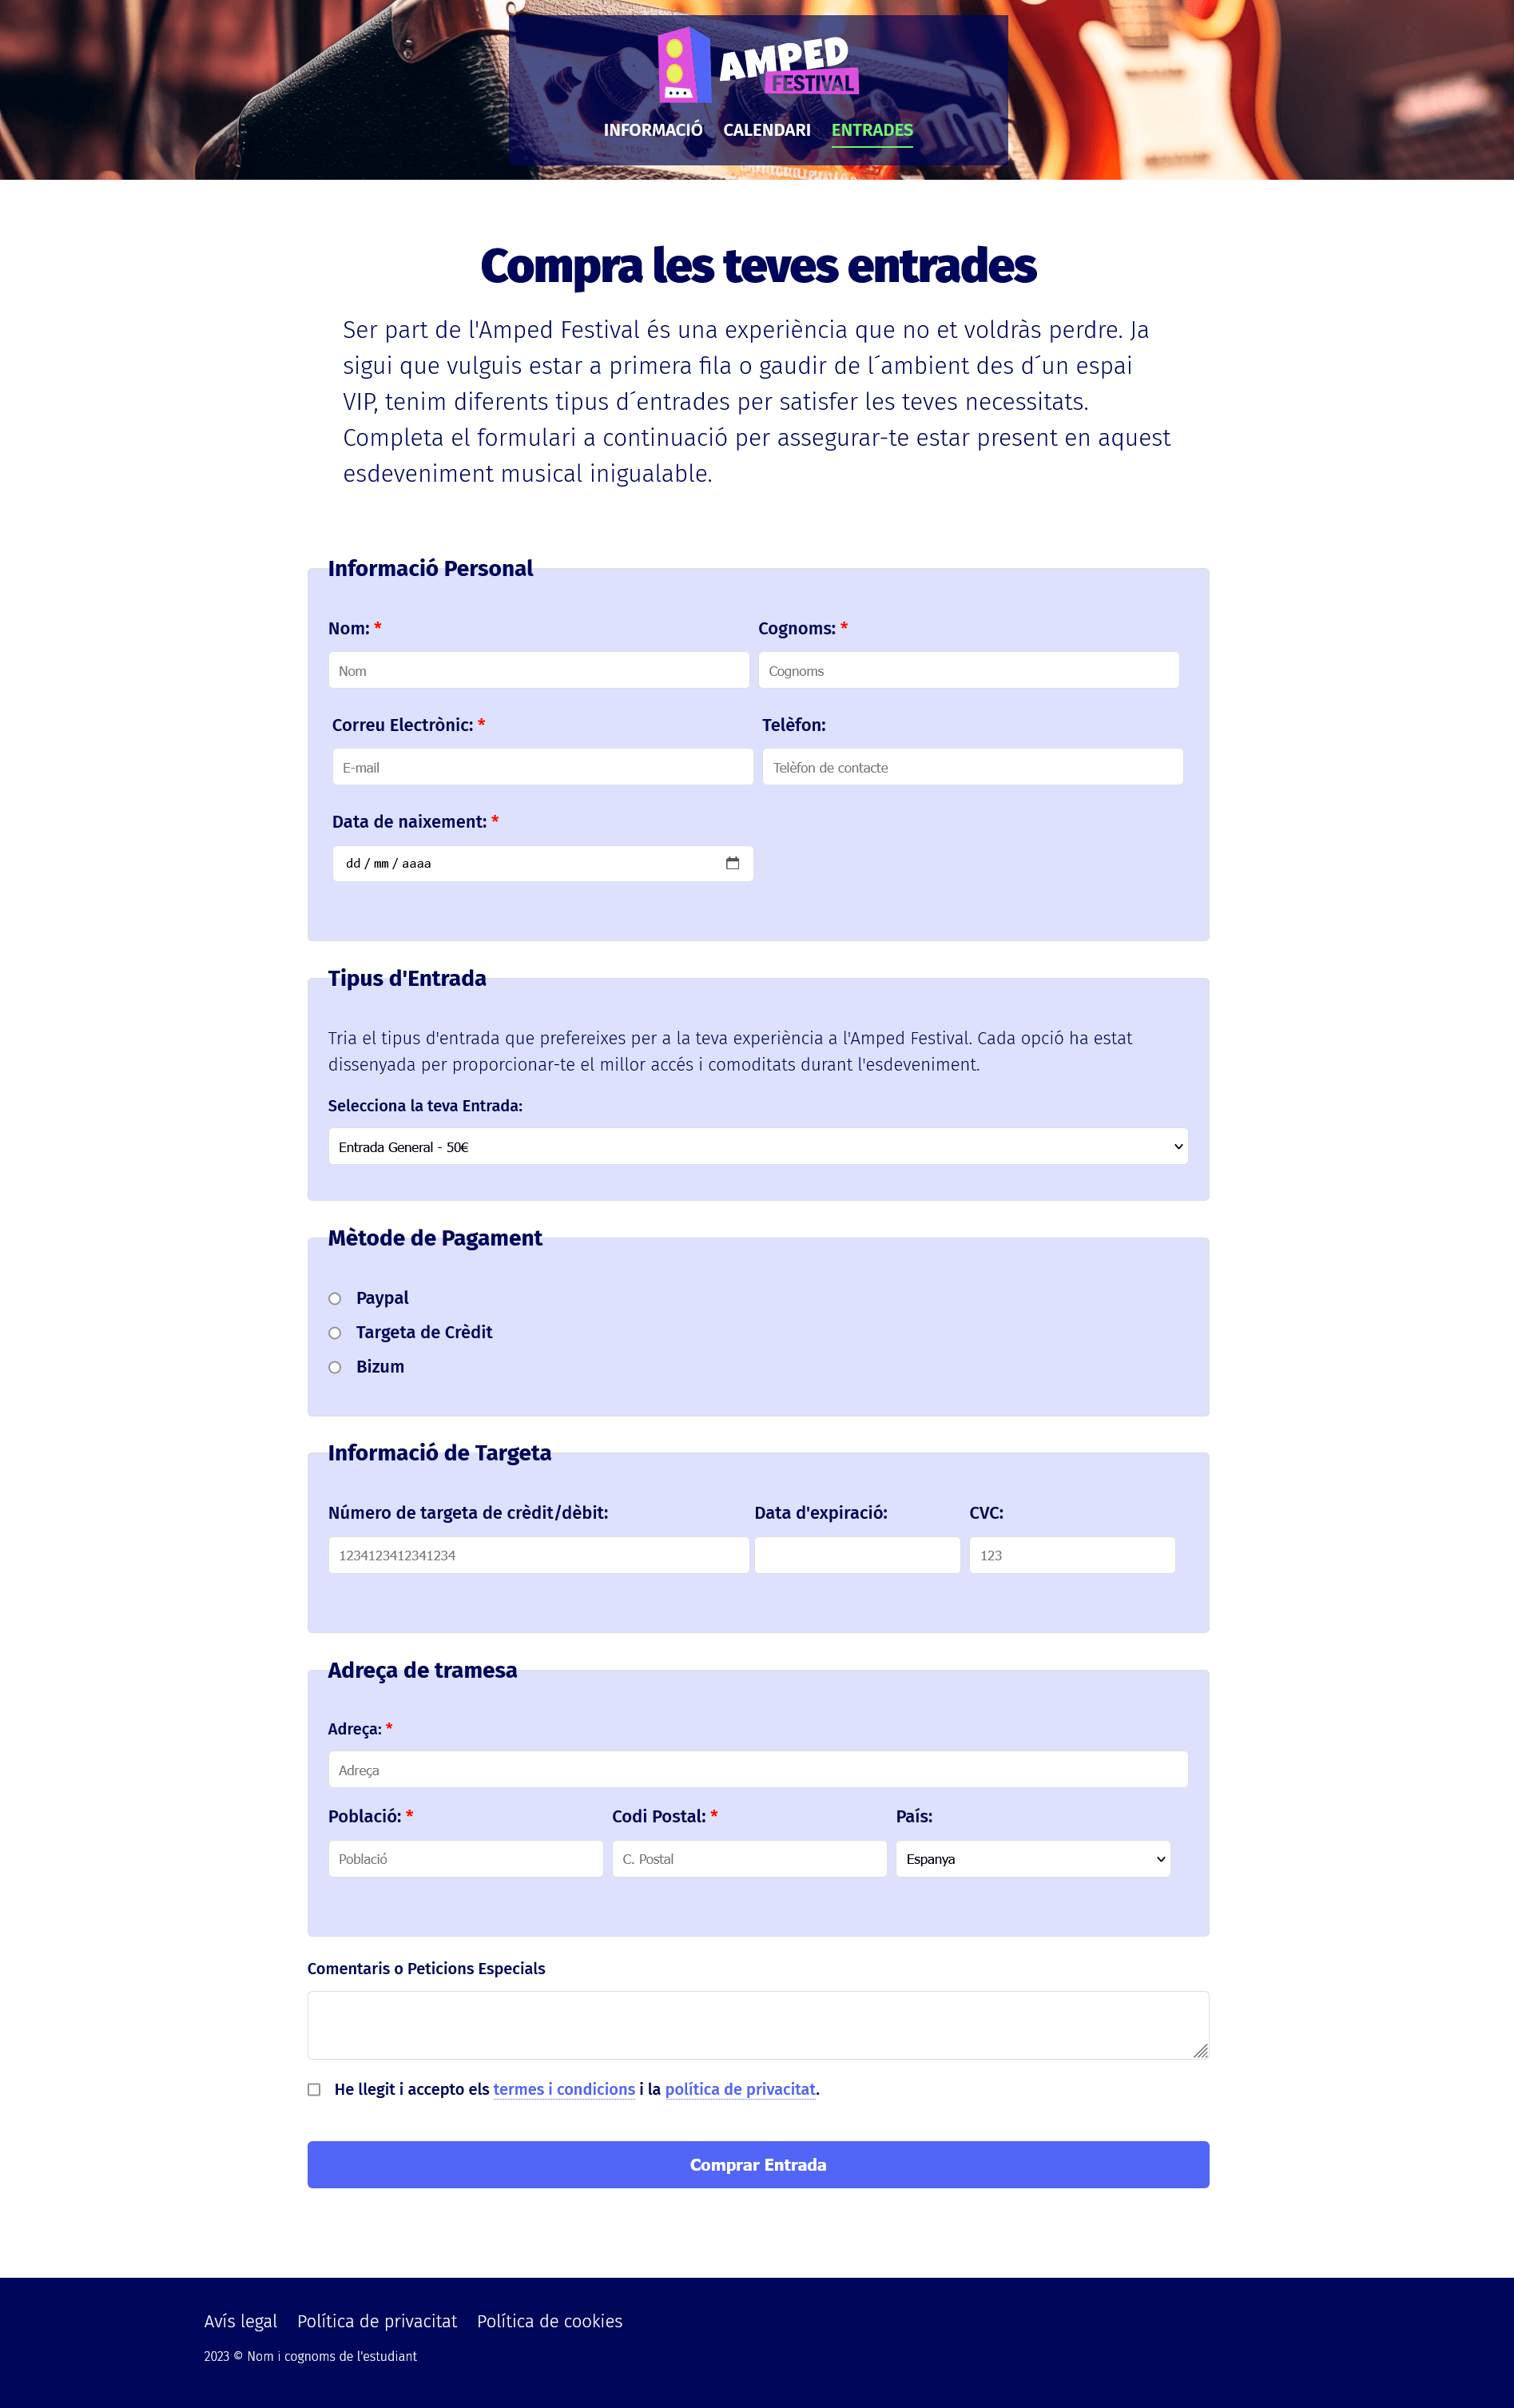 AMPED
FESTIVAL
INFORMACIÓ CALENDARI ENTRADES
Compra les teves entrades
Ser part de l'Amped Festival és una experiència que no et voldràs perdre. Ja
sigui que vulguis estar a primera fila o gaudir de l´ambient des d´un espai
VIP, tenim diferents tipus d´entrades per satisfer les teves necessitats.
Completa el formulari a continuació per assegurar-te estar present en aquest
esdeveniment musical inigualable.
Informació Personal
Nom: * Cognoms: *
Nom Cognoms
Correu Electrònic: * Telèfon:
E-mail Telèfon de contacte
Data de naixement: *
dd/mm/aaaa
Tipus d'Entrada
Tria el tipus d'entrada que prefereixes per a la teva experiència a l'Amped Festival. Cada opció ha estat
dissenyada per proporcionar-te el millor accés i comoditats durant l'esdeveniment.
Selecciona la teva Entrada:
Entrada General - 50€
Mètode de Pagament
Paypal
Targeta de Crèdit
Bizum
Informació de Targeta
Número de targeta de crèdit/dèbit: Data d'expiració: CVC:
1234123412341234 123
Adreça de tramesa
Adreça: *
Adreça
Població: * Codi Postal: * País:
Població C. Postal Espanya
Comentaris o Peticions Especials
He llegit i accepto els termes i condicions i la política de privacitat.
Comprar Entrada
Avís legal Política de privacitat Política de cookies
2023 © Nom i cognoms de l'estudiant